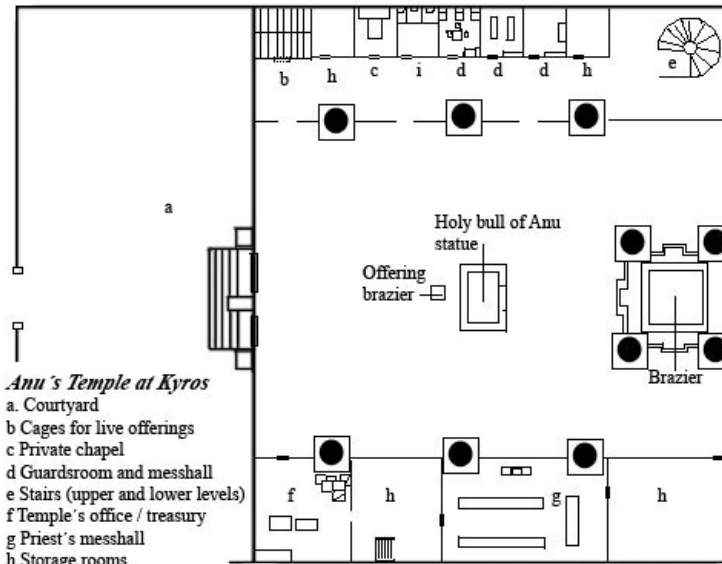 b h c i d d d h e
a
Holy bull of Anu
statue
Offering
brazier
Brazier
Anu´s Temple at Kyros
a. Courtyard
b Cages for live offerings
c Private chapel
d Guardsroom and messhall
e Stairs (upper and lower levels)
f Temple´s office / treasury
g Priest´s messhall
h Storage rooms
f h g h